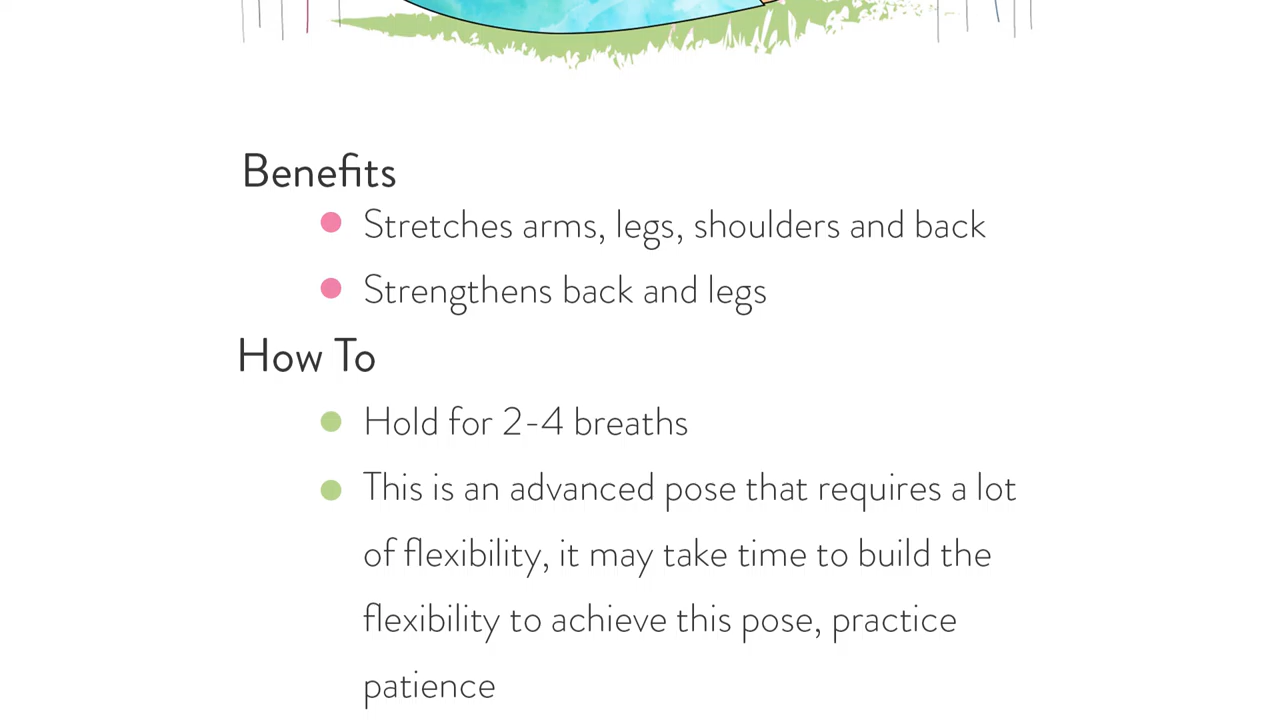 Benefits
Stretches arms, legs, shoulders and back
Strengthens back and legs
How To
Hold for 2-4 breaths
This is an advanced pose that requires a lot
of flexibility, it may take time to build the
flexibility to achieve this pose, practice
patience